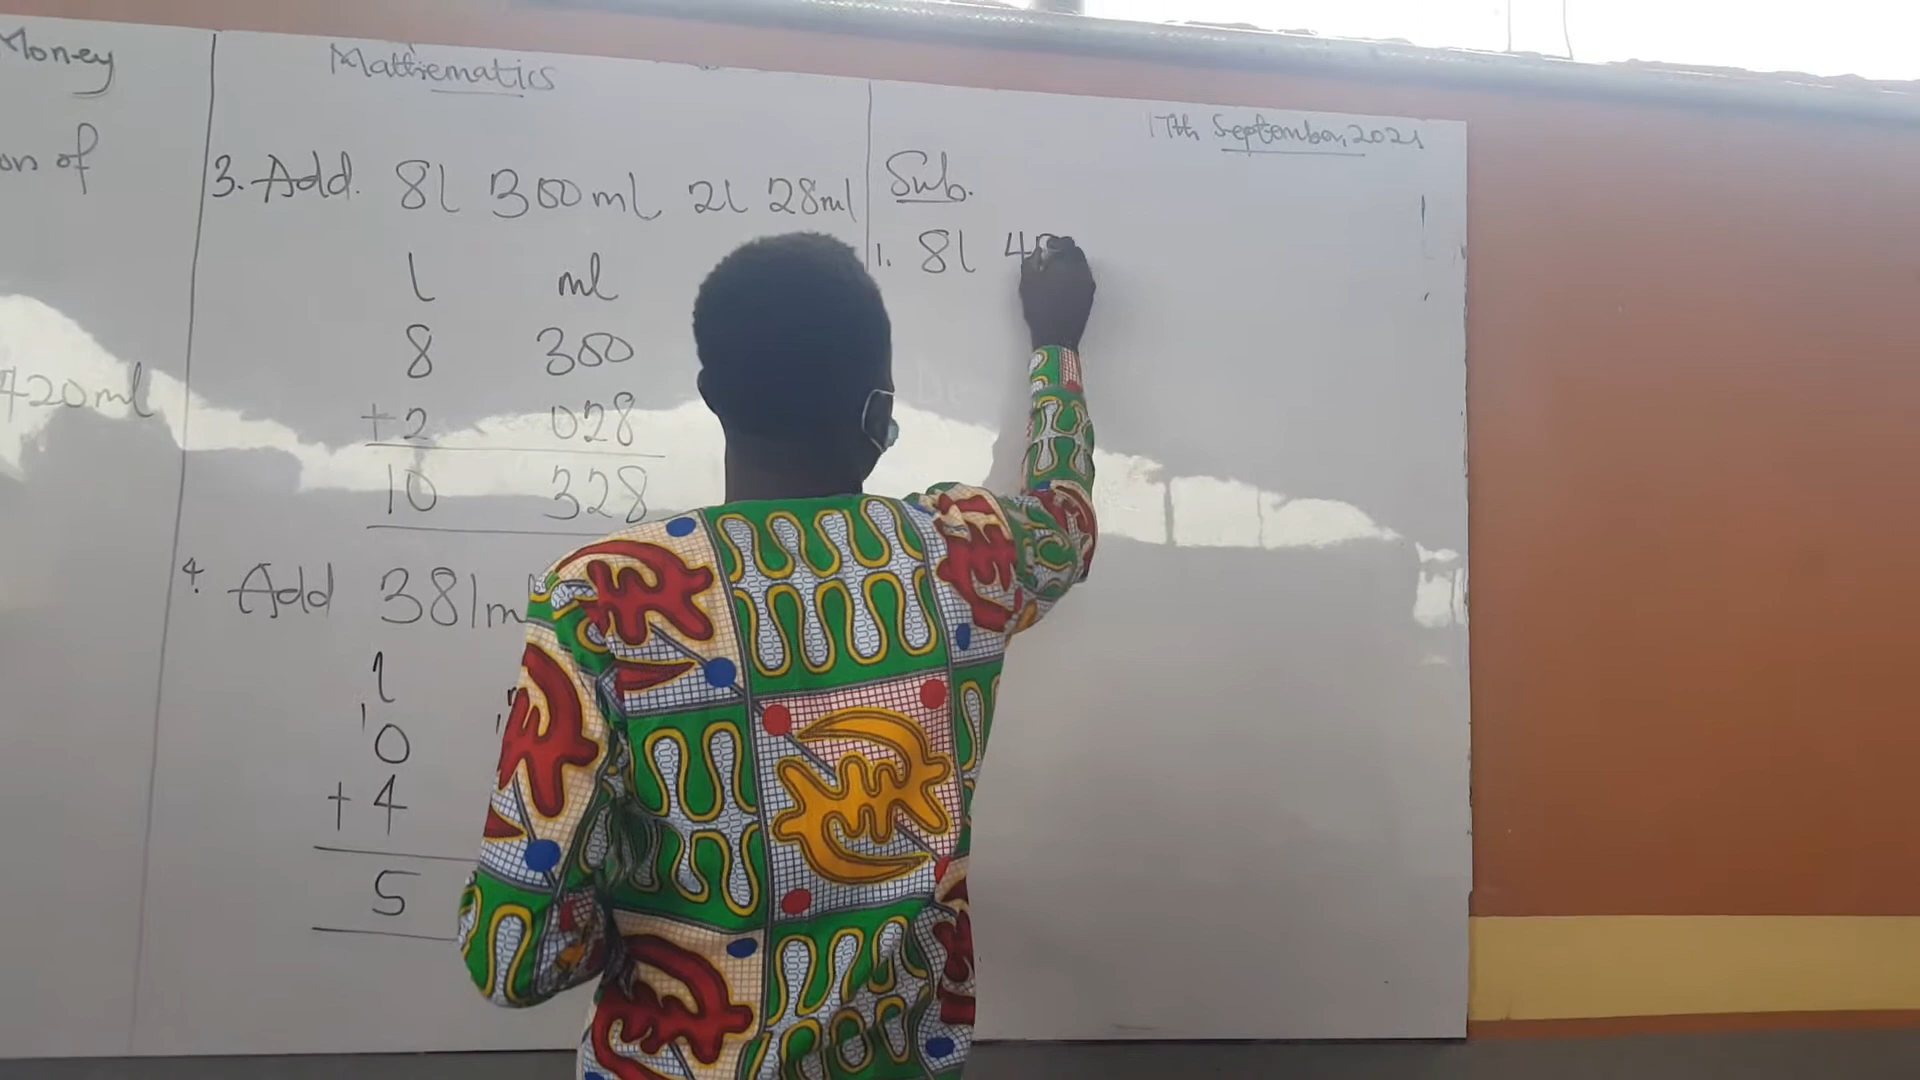 Money
on of
420ml
Mathematics
3. Add. 8l 300ml, 2l 28ml
l ml
8 300
+2 028
10 328
4. Add 381m
l
1
0
+ 4
5
17th September, 2021
Sub.
1. 8l 4